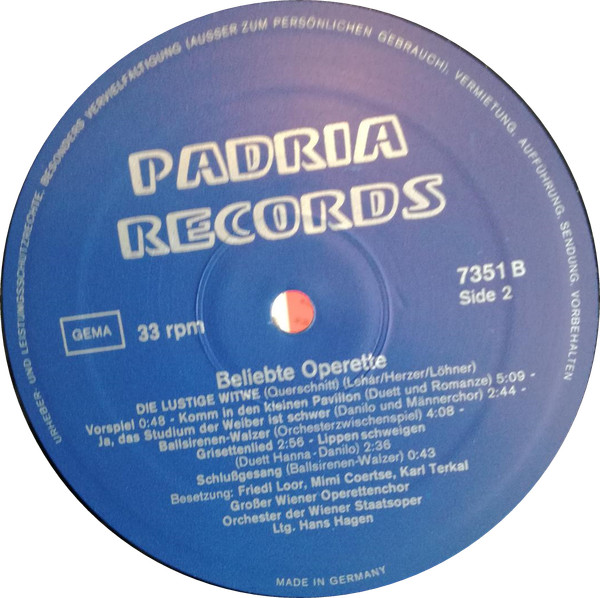 URHEBER- UND LEISTUNGSSCHUTZRECHTE, BESONDERS VERVIELFÄLTIGUNG (AUSSER ZUM PERSÖNLICHEN GEBRAUCH), VERMIETUNG, AUFFÜHRUNG, SENDUNG, VORBEHALTEN
PADRIA
RECORDS
7351 B
Side 2
GEMA
33 rpm
Beliebte Operette
DIE LUSTIGE WITWE (Querschnitt) (Lehár/Herzer/Löhner)
Vorspiel 0:48 - Komm in den kleinen Pavillon (Duett und Romanze) 5:09 -
Ja, das Studium der Weiber ist schwer (Danilo und Männerchor) 2:44 -
Ballsirenen-Walzer (Orchesterzwischenspiel) 4:08 -
Grisettenlied 2:56 - Lippen schweigen
(Duett Hanna - Danilo) 2:36
Schlußgesang (Ballsirenen-Walzer) 0:43
Besetzung: Friedl Loor, Mimi Coertse, Karl Terkal
Großer Wiener Operettenchor
Orchester der Wiener Staatsoper
Ltg. Hans Hagen
MADE IN GERMANY